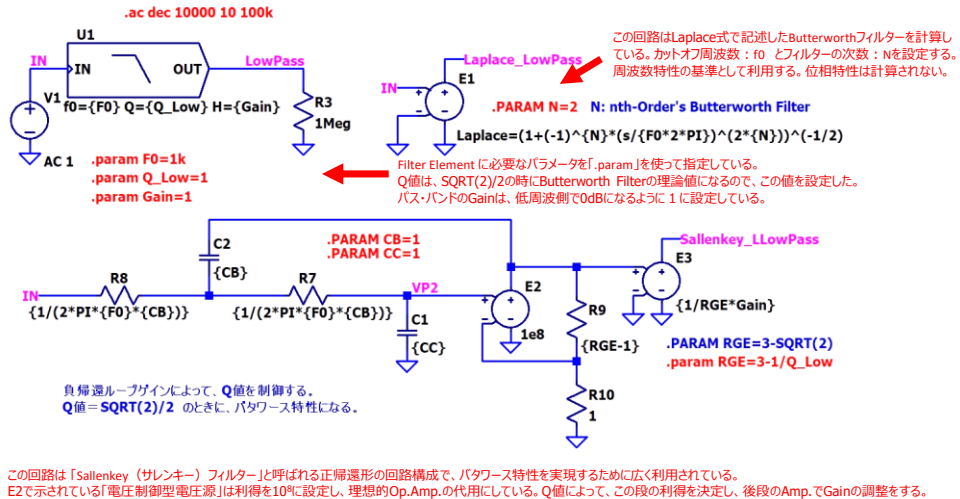 .ac dec 10000 10 100k
U1
IN
IN
OUT
LowPass
V1
f0={F0} Q={Q_Low} H={Gain}
R3
1Meg
AC 1
.param F0=1k
.param Q_Low=1
.param Gain=1
Laplace_LowPass
E1
IN
.PARAM N=2 N: nth-Order's Butterworth Filter
Laplace=(1+(-1)^{N}*(s/{F0*2*PI})^(2*{N}))^(-1/2)
この回路はLaplace式で記述したButterworthフィルターを計算し
ている。カットオフ周波数：f0 とフィルターの次数：Nを設定する。
周波数特性の基準として利用する。位相特性は計算されない。
Filter Element に必要なパラメータを「.param」を使って指定している。
Q値は、SQRT(2)/2の時にButterworth Filterの理論値になるので、この値を設定した。
パス・バンドのGainは、低周波側で0dBになるように 1 に設定している。
C2
{CB}
.PARAM CB=1
.PARAM CC=1
Sallenkey_LLowPass
E3
IN
R8
{1/(2*PI*{F0}*{CB})}
R7
{1/(2*PI*{F0}*{CB})}
VP2
E2
1e8
C1
{CC}
R9
{RGE-1}
{1/RGE*Gain}
.PARAM RGE=3-SQRT(2)
.param RGE=3-1/Q_Low
R10
1
負帰還ループゲインによって、Q値を制御する。
Q値＝SQRT(2)/2 のときに、バタワース特性になる。
この回路は「Sallenkey（サレンキー）フィルター」と呼ばれる正帰還形の回路構成で、バタワース特性を実現するために広く利用されている。
E2で示されている「電圧制御型電圧源」は利得を10⁸に設定し、理想的Op.Amp.の代用にしている。Q値によって、この段の利得を決定し、後段のAmp.でGainの調整をする。